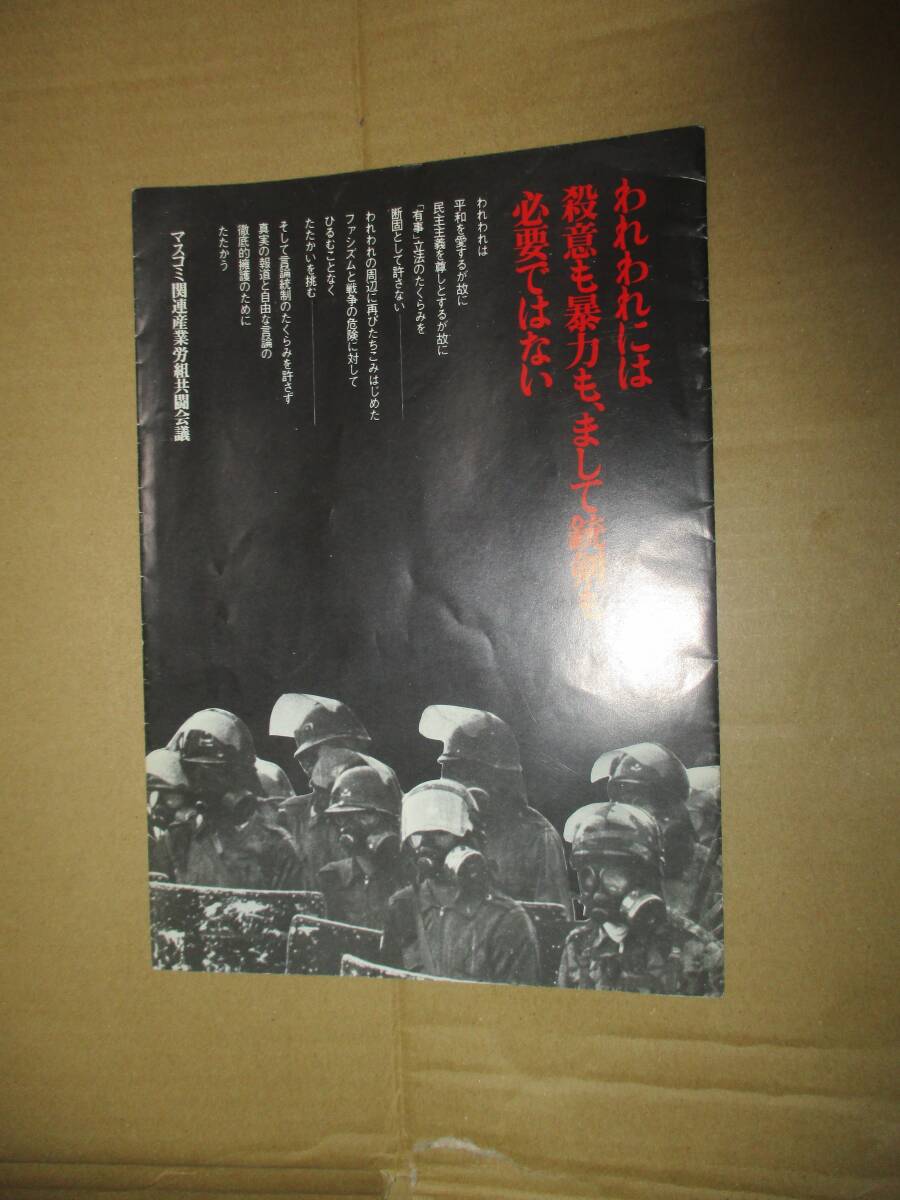 われわれには
殺意も暴力も、まして銃剣も
必要ではない
われわれは
平和を愛するが故に
民主主義を尊しとするが故に
「有事」立法のたくらみを
断固として許さない――
われわれの周辺に再びたちこみはじめた
ファシズムと戦争の危険に対して
ひるむことなく
たたかいを挑む――
そして言論統制のたくらみを許さず
真実の報道と自由な言論の
徹底的擁護のために
たたかう
マスコミ関連産業労組共闘会議